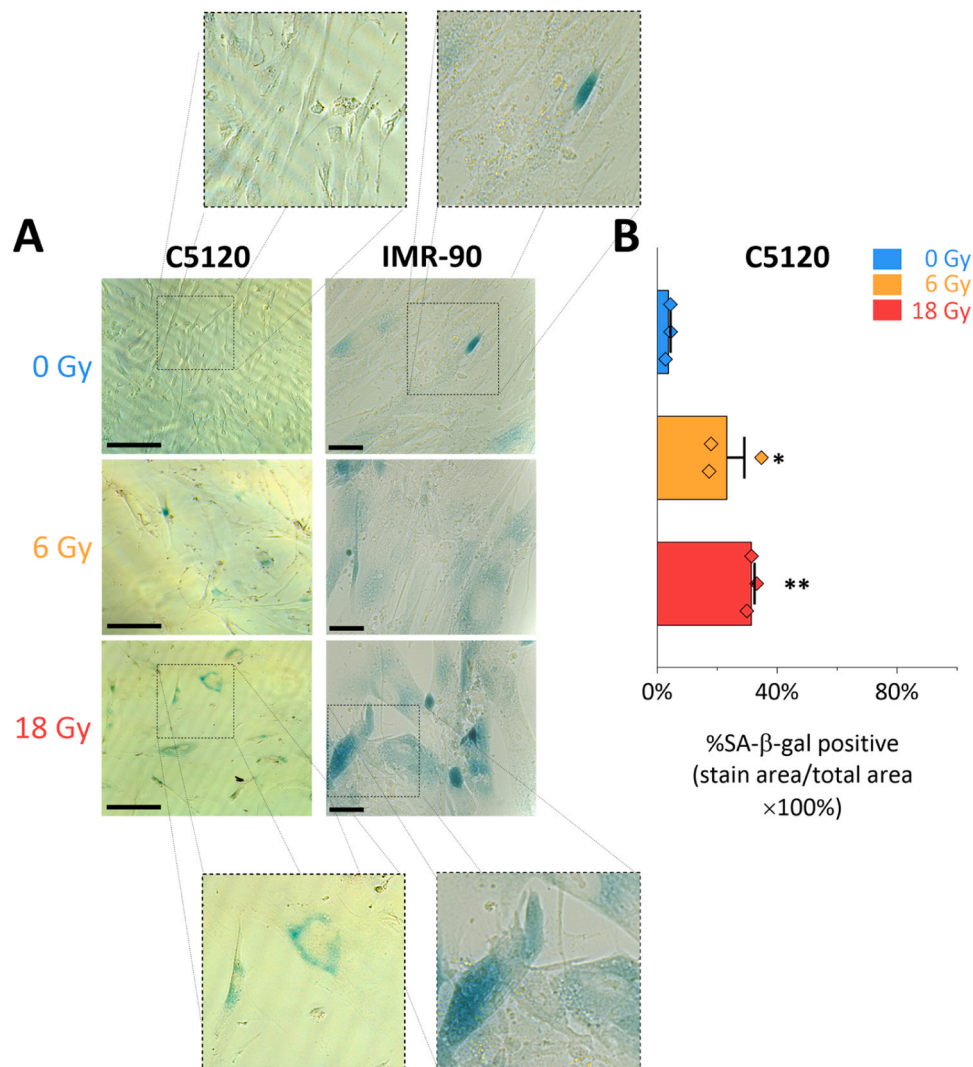 A
C5120
IMR-90
0 Gy
6 Gy
18 Gy
B
C5120
0 Gy
6 Gy
18 Gy
*
**
0%
40%
80%
%SA-β-gal positive
(stain area/total area
×100%)